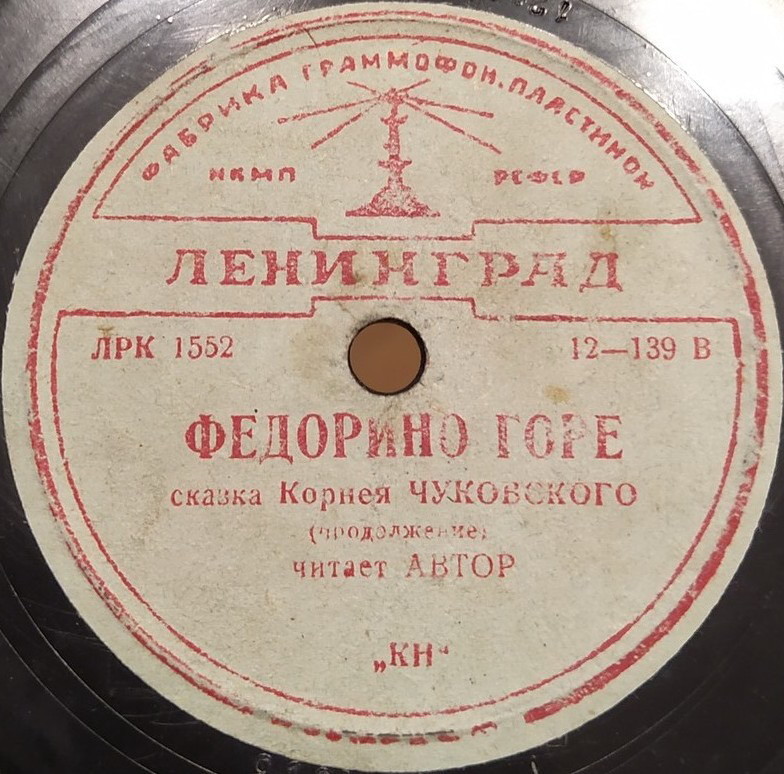 ФАБРИКА ГРАММОФОН. ПЛАСТИНОК
НКМП РСФСР
ЛЕНИНГРАД
ЛРК 1552 12—139 В
ФЕДОРИНО ГОРЕ
сказка Корнея ЧУКОВСКОГО
(продолжение)
читает АВТОР
„КН“